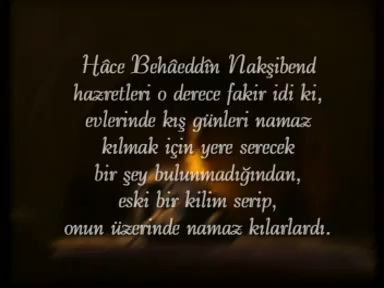 Hâce Behâeddîn Nakşibend
hazretleri o derece fakir idi ki,
evlerinde kış günleri namaz
kılmak için yere serecek
bir şey bulunmadığından,
eski bir kilim serip,
onun üzerinde namaz kılarlardı.